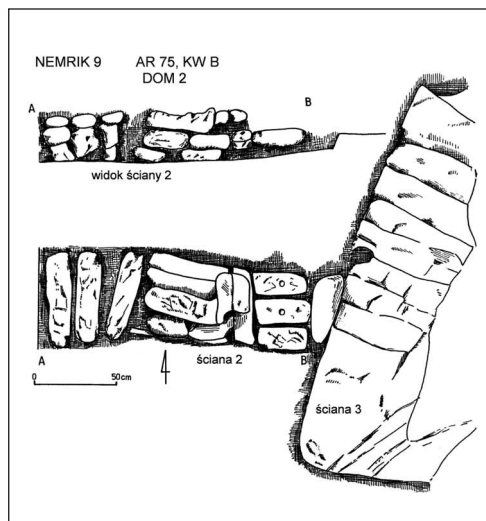 NEMRIK 9 AR 75, KW B
DOM 2
A B
widok ściany 2
A ściana 2 B
0 50cm
ściana 3